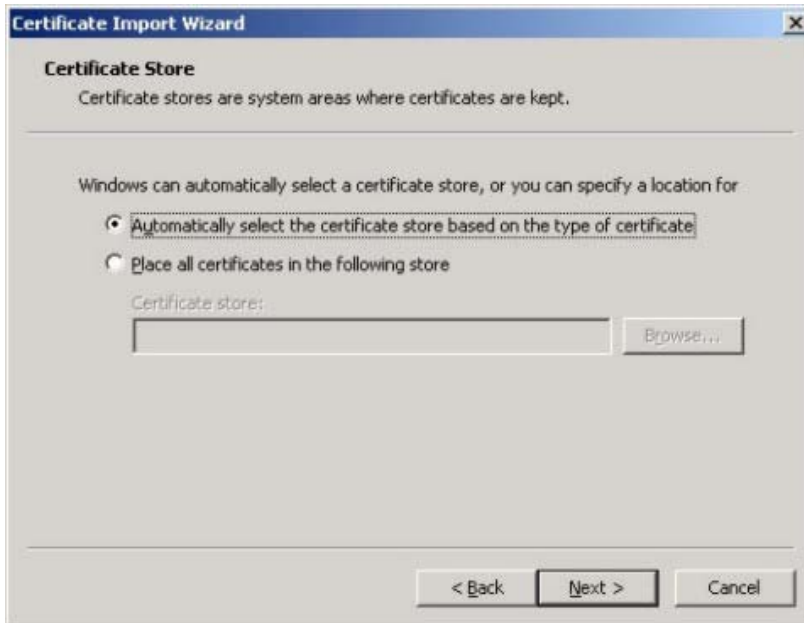 Certificate Import Wizard
Certificate Store
Certificate stores are system areas where certificates are kept.
Windows can automatically select a certificate store, or you can specify a location for
Automatically select the certificate store based on the type of certificate
Place all certificates in the following store
Certificate store:
Browse...
< Back Next > Cancel